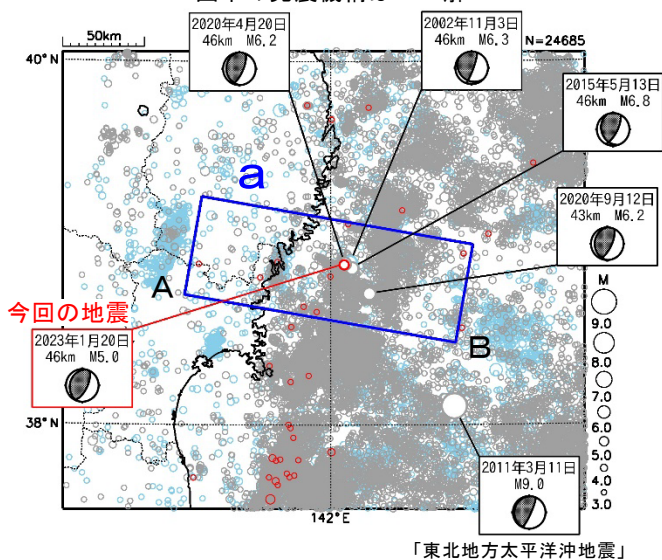 50km
N=24685
40°N
2020年4月20日
46km M6.2
2002年11月3日
46km M6.3
2015年5月13日
46km M6.8
2020年9月12日
43km M6.2
a
A
B
今回の地震
2023年1月20日
46km M5.0
M
9.0
8.0
7.0
6.0
5.0
4.0
3.0
38°N
2011年3月11日
M9.0
142°E
「東北地方太平洋沖地震」